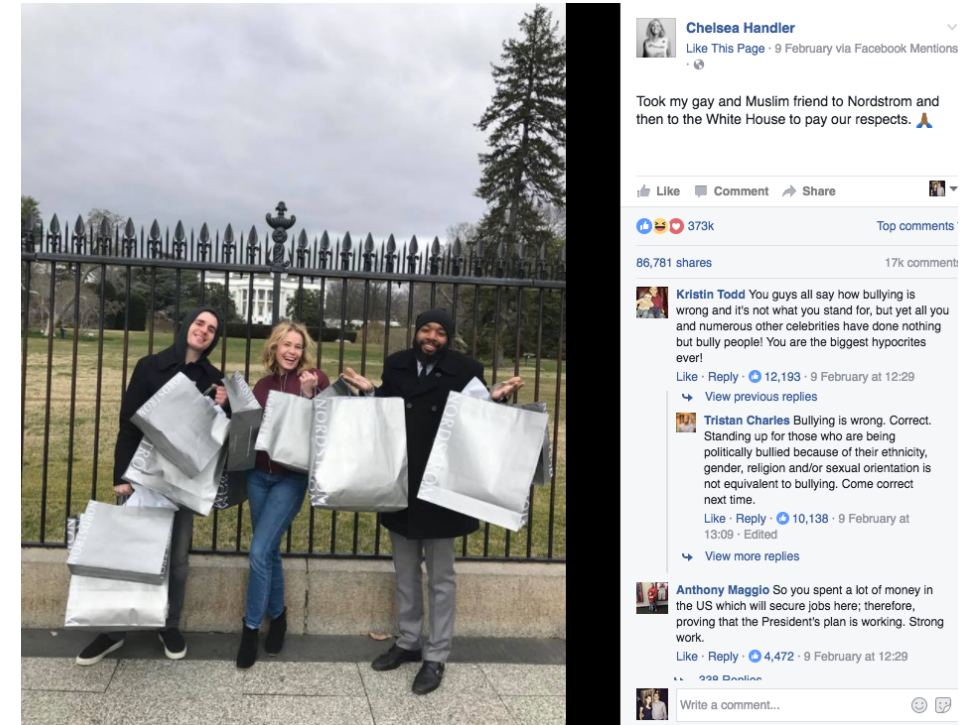 NORDSTROM
NORDSTROM
Chelsea Handler
Like This Page · 9 February via Facebook Mentions
·
Took my gay and Muslim friend to Nordstrom and
then to the White House to pay our respects.
Like Comment Share
373k Top comments
86,781 shares 17k comments
Kristin Todd You guys all say how bullying is
wrong and it's not what you stand for, but yet all you
and numerous other celebrities have done nothing
but bully people! You are the biggest hypocrites
ever!
Like · Reply · 12,193 · 9 February at 12:29
View previous replies
Tristan Charles Bullying is wrong. Correct.
Standing up for those who are being
politically bullied because of their ethnicity,
gender, religion and/or sexual orientation is
not equivalent to bullying. Come correct
next time.
Like · Reply · 10,138 · 9 February at
13:09 · Edited
View more replies
Anthony Maggio So you spent a lot of money in
the US which will secure jobs here; therefore,
proving that the President's plan is working. Strong
work.
Like · Reply · 4,472 · 9 February at 12:29
338 Replies
Write a comment...